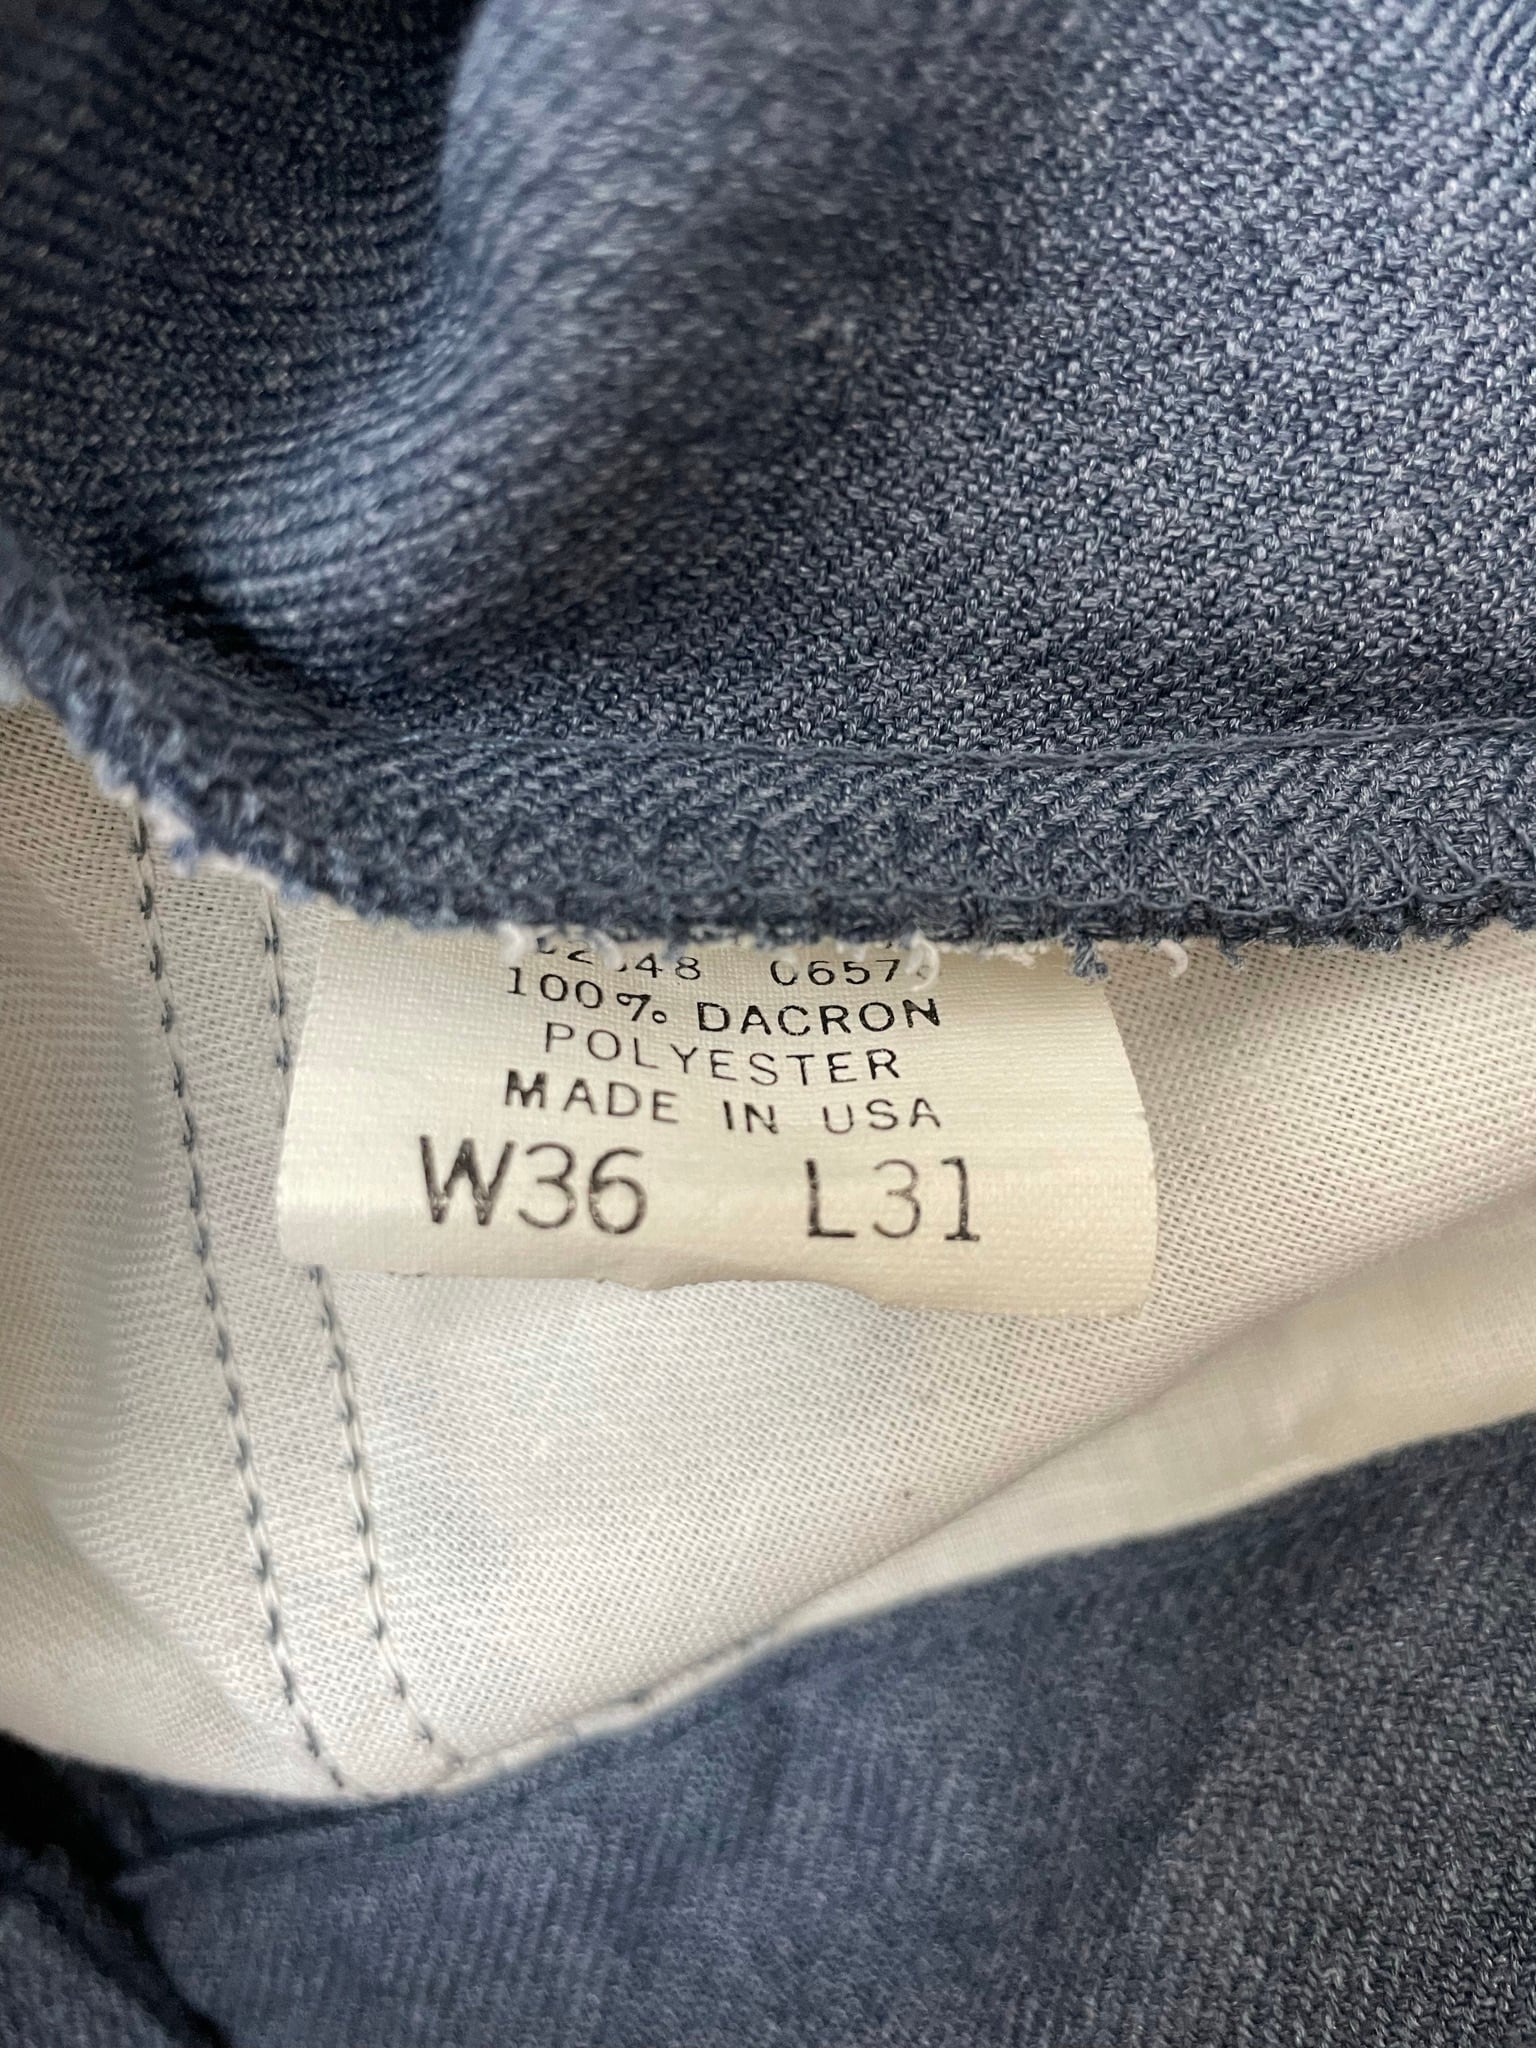 100% DACRON
POLYESTER
MADE IN USA
W36 L31